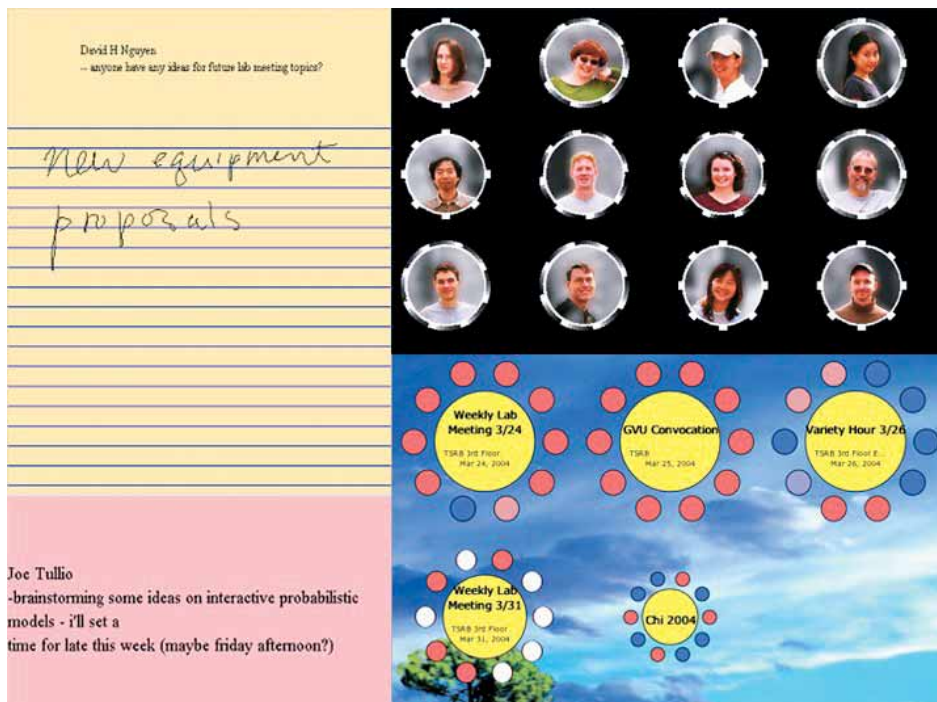 David H Nguyen
-- anyone have any ideas for future lab meeting topics?
new equipment
proposals
Joe Tullio
-brainstorming some ideas on interactive probabilistic
models - i'll set a
time for late this week (maybe friday afternoon?)
Weekly Lab
Meeting 3/24
TSRB 3rd Floor
Mar 24, 2004
GVU Convocation
TSRB
Mar 25, 2004
Variety Hour 3/26
TSRB 3rd Floor E...
Mar 26, 2004
Weekly Lab
Meeting 3/31
TSRB 3rd Floor
Mar 31, 2004
Chi 2004